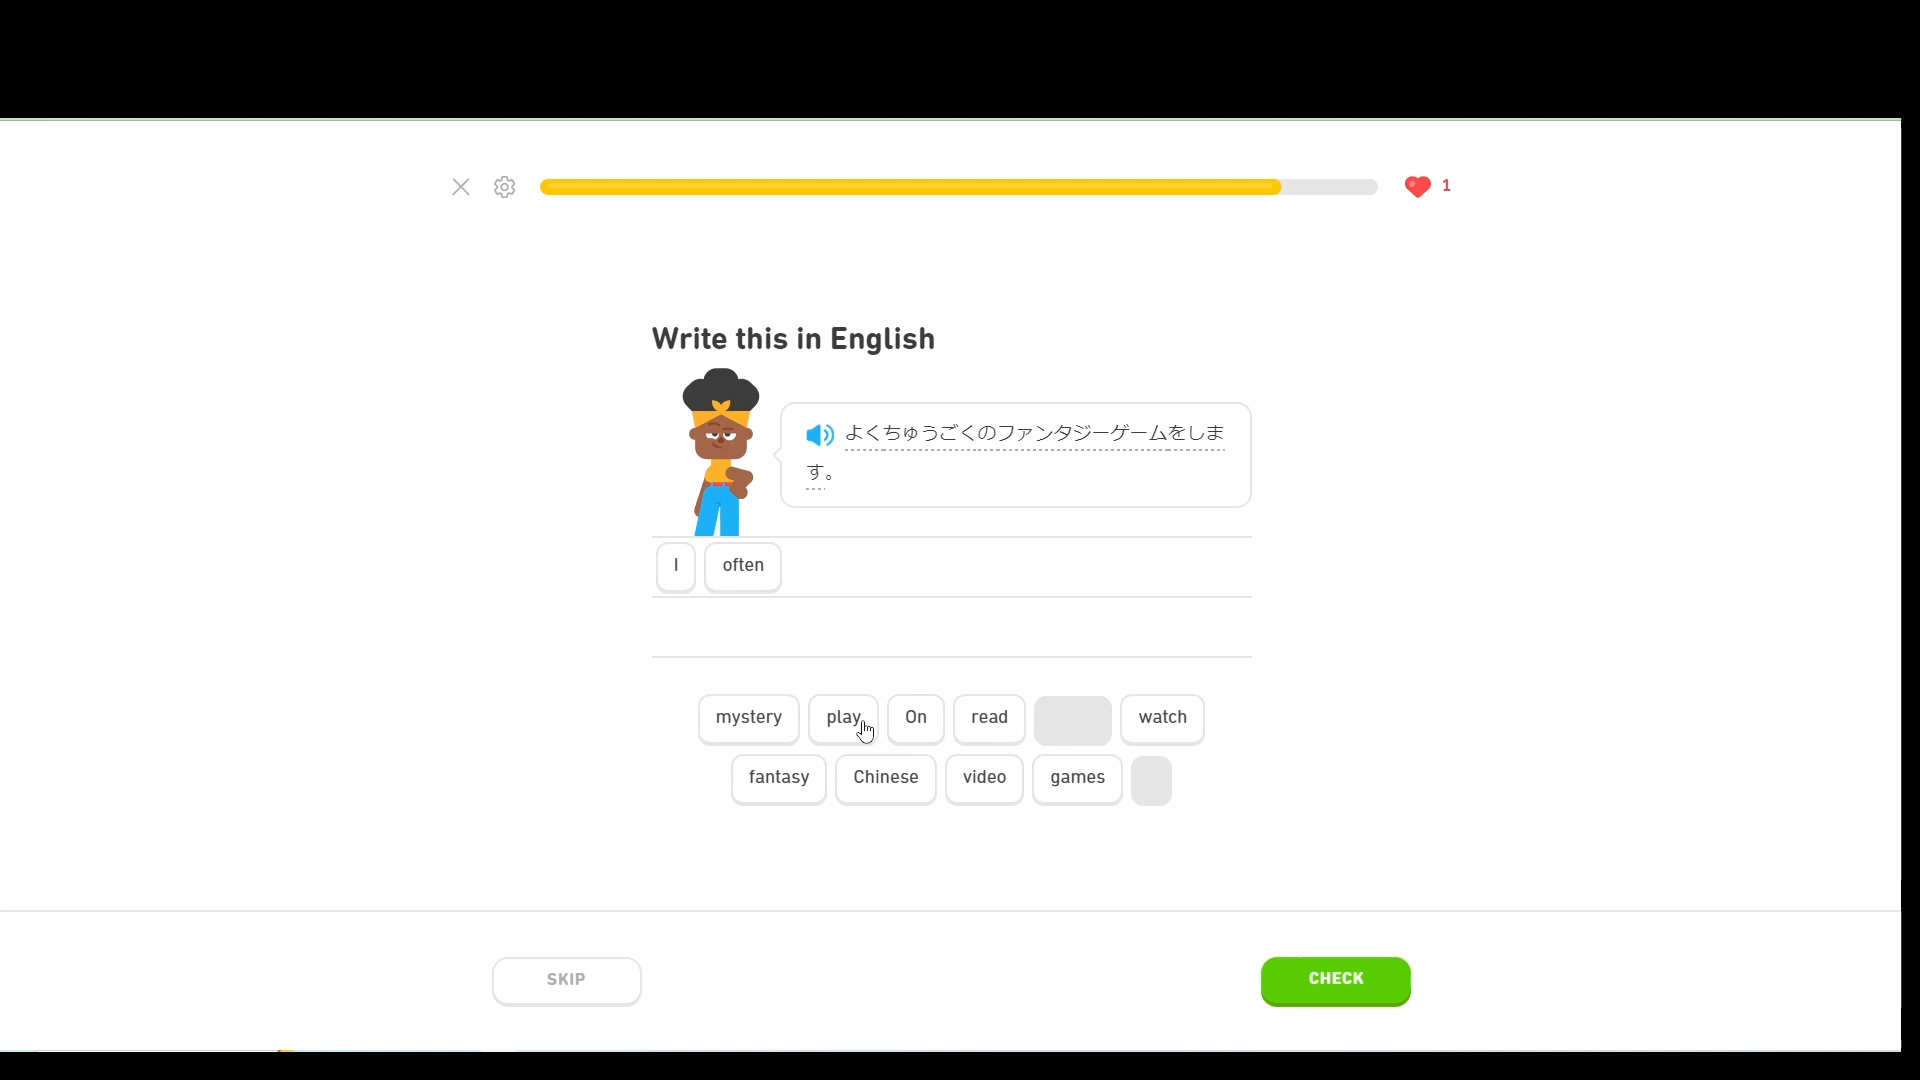 1
Write this in English
よくちゅうごくのファンタジーゲームをしま
す。
I often
mystery play On read watch
fantasy Chinese video games
SKIP CHECK